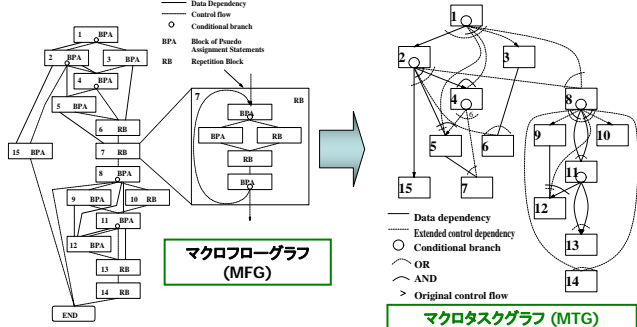 Data Dependency
Control flow
Conditional branch
BPA Block of Psuedo
Assignment Statements
RB Repetition Block
1 BPA
2 BPA
3 BPA
4 BPA
5 BPA
6 RB
15 BPA
7 RB
8 BPA
9 BPA
10 RB
11 BPA
12 BPA
13 RB
14 RB
END
7 RB
BPA
BPA
RB
RB
BPA
マクロフローグラフ
(MFG)
1
2
3
4
8
5
6
9
10
15
7
11
12
13
14
Data dependency
Extended control dependency
Conditional branch
OR
AND
Original control flow
マクロタスクグラフ (MTG)